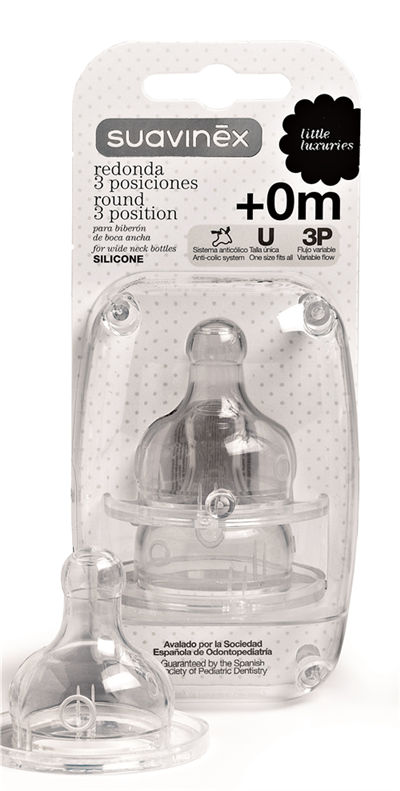 suavinēx
little
luxuries
redonda
3 posiciones
round
3 position
+0m
para biberón
de boca ancha
for wide neck bottles
SILICONE
Sistema anticólico
Anti-colic system
U
Talla única
One size fits all
3P
Flujo variable
Variable flow
Avalado por la Sociedad
Española de Odontopediatría
Guaranteed by the Spanish
Society of Pediatric Dentistry